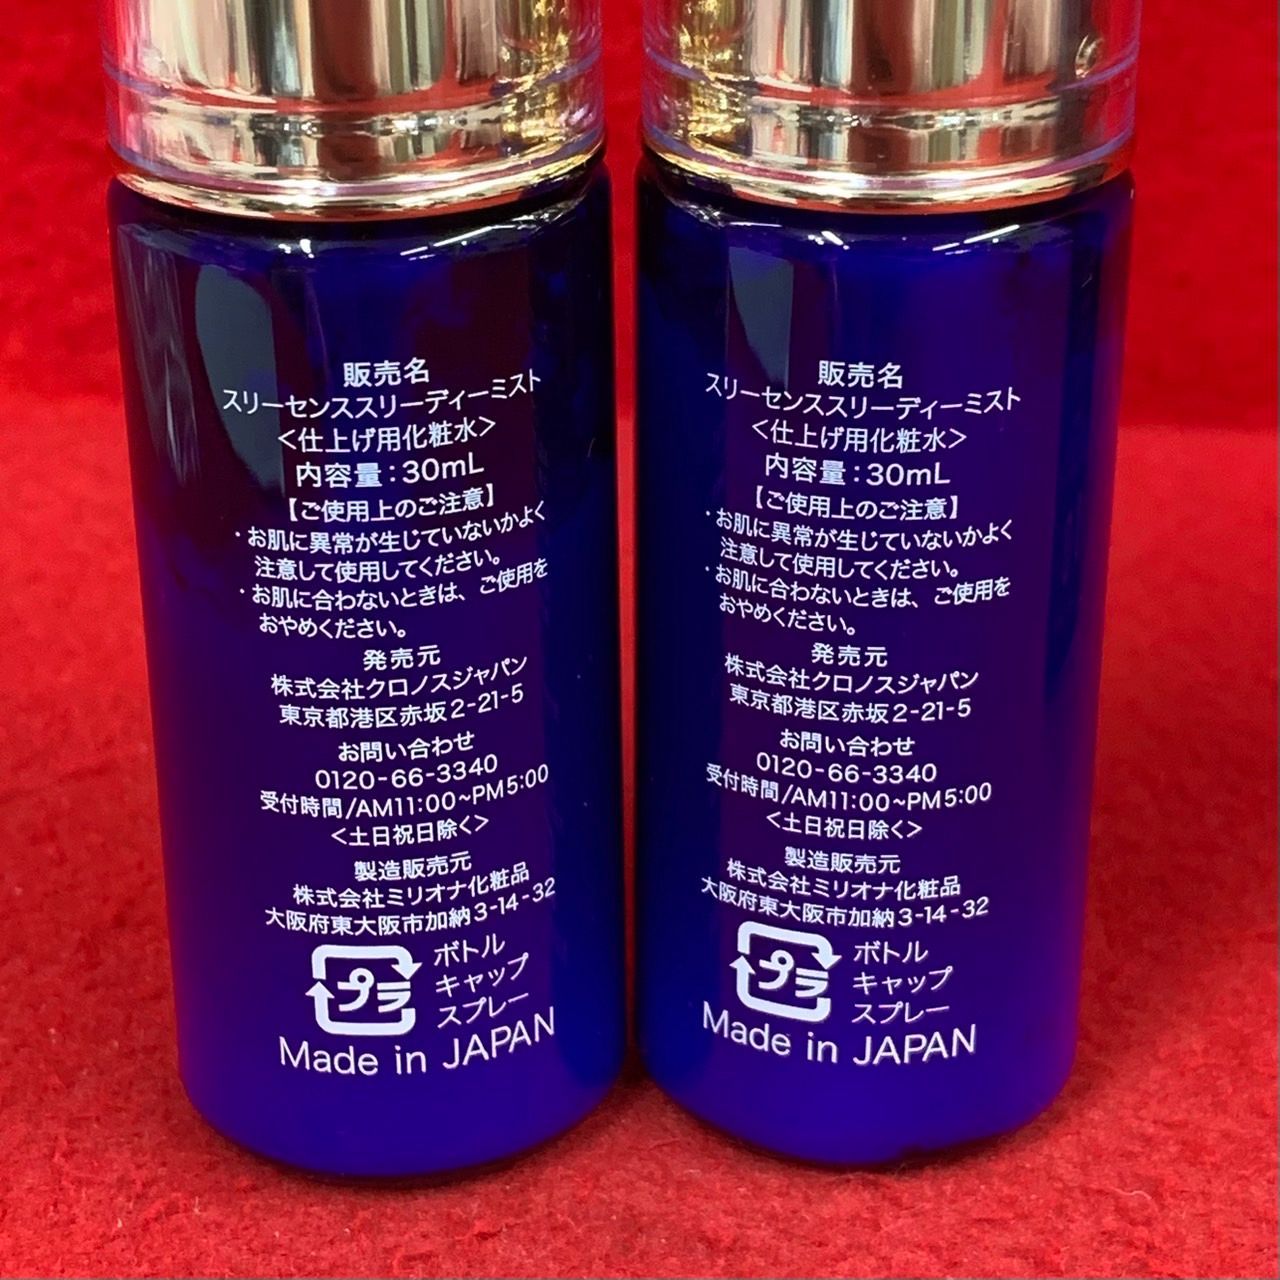 販売名
スリーセンススリーディーミスト
<仕上げ用化粧水>
内容量：30mL
【ご使用上のご注意】
・お肌に異常が生じていないかよく
注意して使用してください。
・お肌に合わないときは、ご使用を
おやめください。
発売元
株式会社クロノスジャパン
東京都港区赤坂2-21-5
お問い合わせ
0120-66-3340
受付時間/AM11:00~PM5:00
<土日祝日除く>
製造販売元
株式会社ミリオナ化粧品
大阪府東大阪市加納3-14-32
プラ
ボトル
キャップ
スプレー
Made in JAPAN
販売名
スリーセンススリーディーミスト
<仕上げ用化粧水>
内容量：30mL
【ご使用上のご注意】
・お肌に異常が生じていないかよく
注意して使用してください。
・お肌に合わないときは、ご使用を
おやめください。
発売元
株式会社クロノスジャパン
東京都港区赤坂2-21-5
お問い合わせ
0120-66-3340
受付時間/AM11:00~PM5:00
<土日祝日除く>
製造販売元
株式会社ミリオナ化粧品
大阪府東大阪市加納3-14-32
プラ
ボトル
キャップ
スプレー
Made in JAPAN